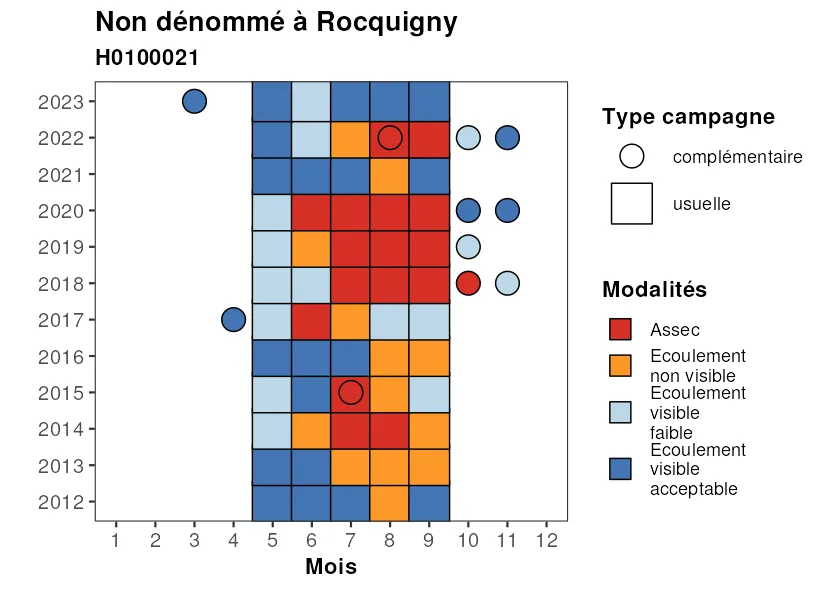 Non dénommé à Rocquigny
H0100021
2023
2022
2021
2020
2019
2018
2017
2016
2015
2014
2013
2012
1 2 3 4 5 6 7 8 9 10 11 12
Mois
Type campagne
complémentaire
usuelle
Modalités
Assec
Ecoulement
non visible
Ecoulement
visible
faible
Ecoulement
visible
acceptable